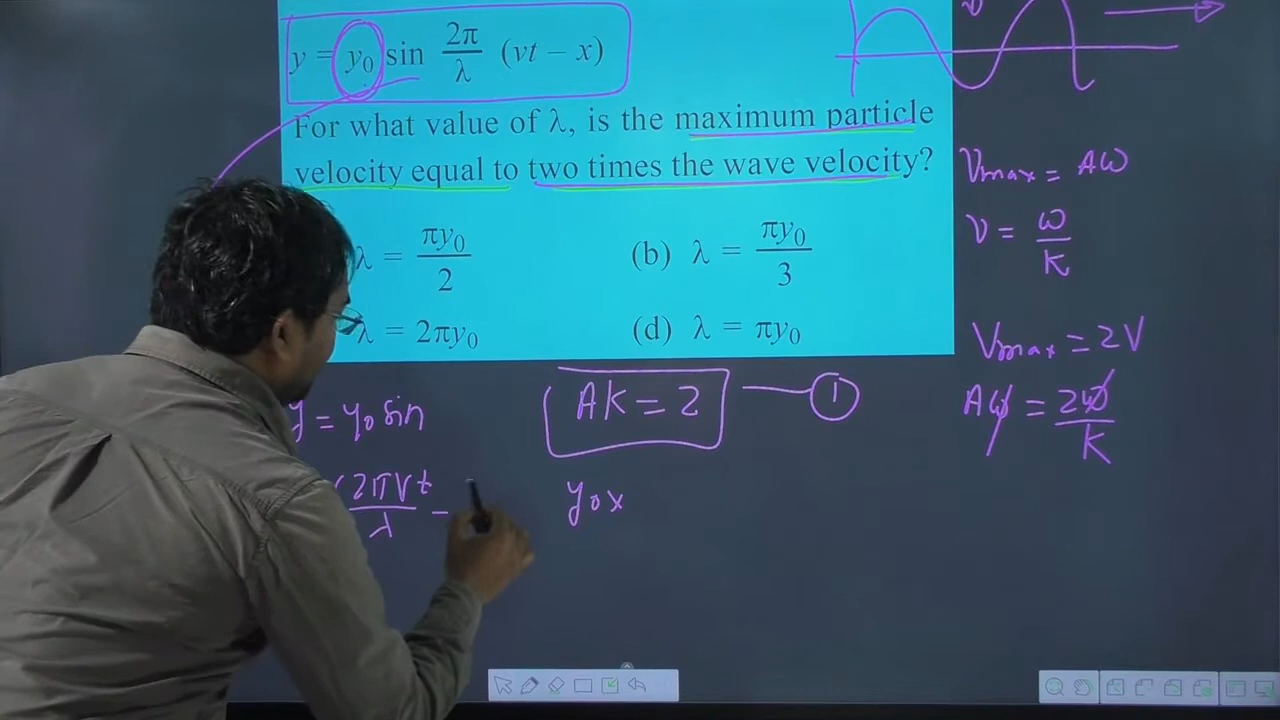 y = y₀ sin 2π/λ (vt − x)
For what value of λ, is the maximum particle
velocity equal to two times the wave velocity?
λ = πy₀/2
(b) λ = πy₀/3
λ = 2πy₀
(d) λ = πy₀
y = y₀ sin
(2πVt/λ −
AK = 2 — ①
y₀ x
ν
Vmax = Aω
ν = ω/K
Vmax = 2V
Aω = 2ω/K